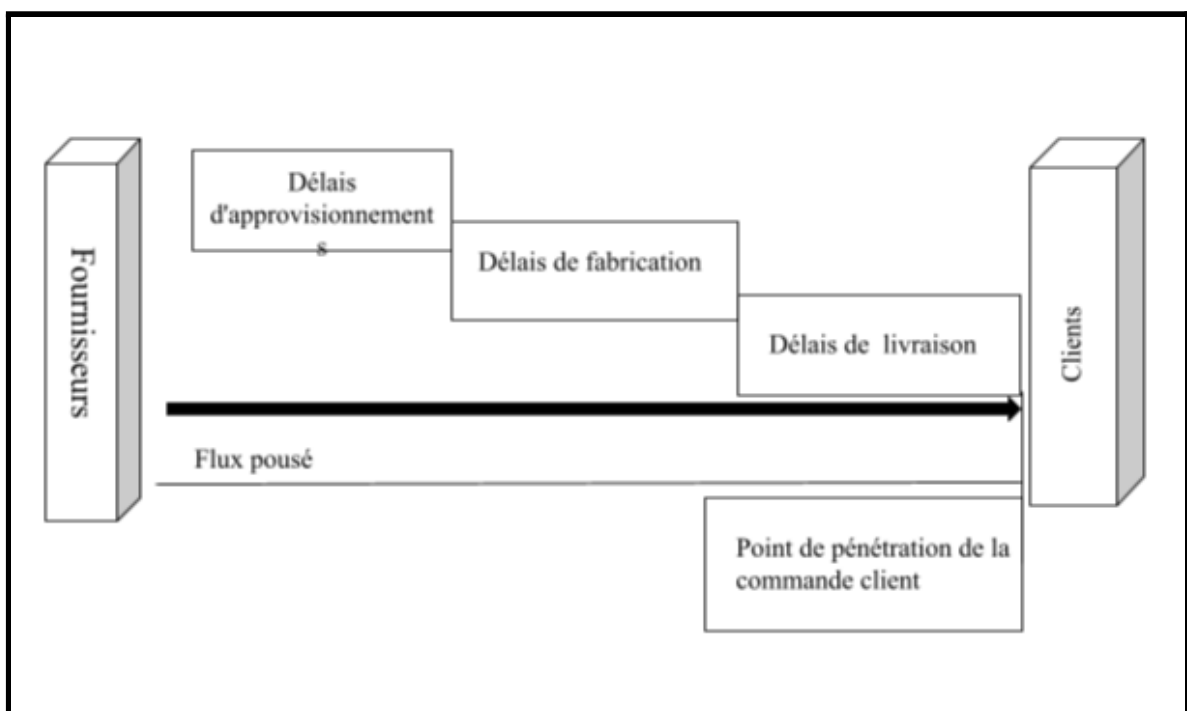 Fournisseurs
Délais
d'approvisionnement
s
Délais de fabrication
Délais de livraison
Clients
Flux pousé
Point de pénétration de la
commande client